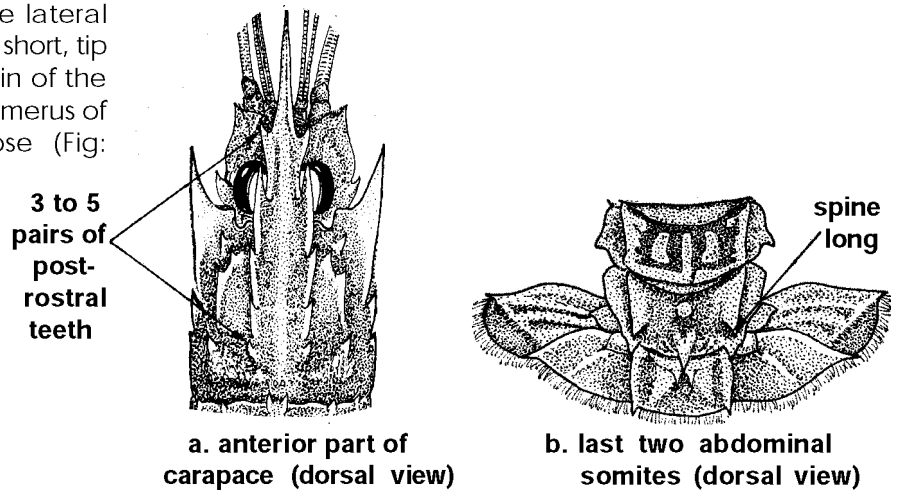 e lateral
short, tip
in of the
merus of
ose (Fig:
3 to 5
pairs of
post-
rostral
teeth
spine
long
a. anterior part of
carapace (dorsal view)
b. last two abdominal
somites (dorsal view)